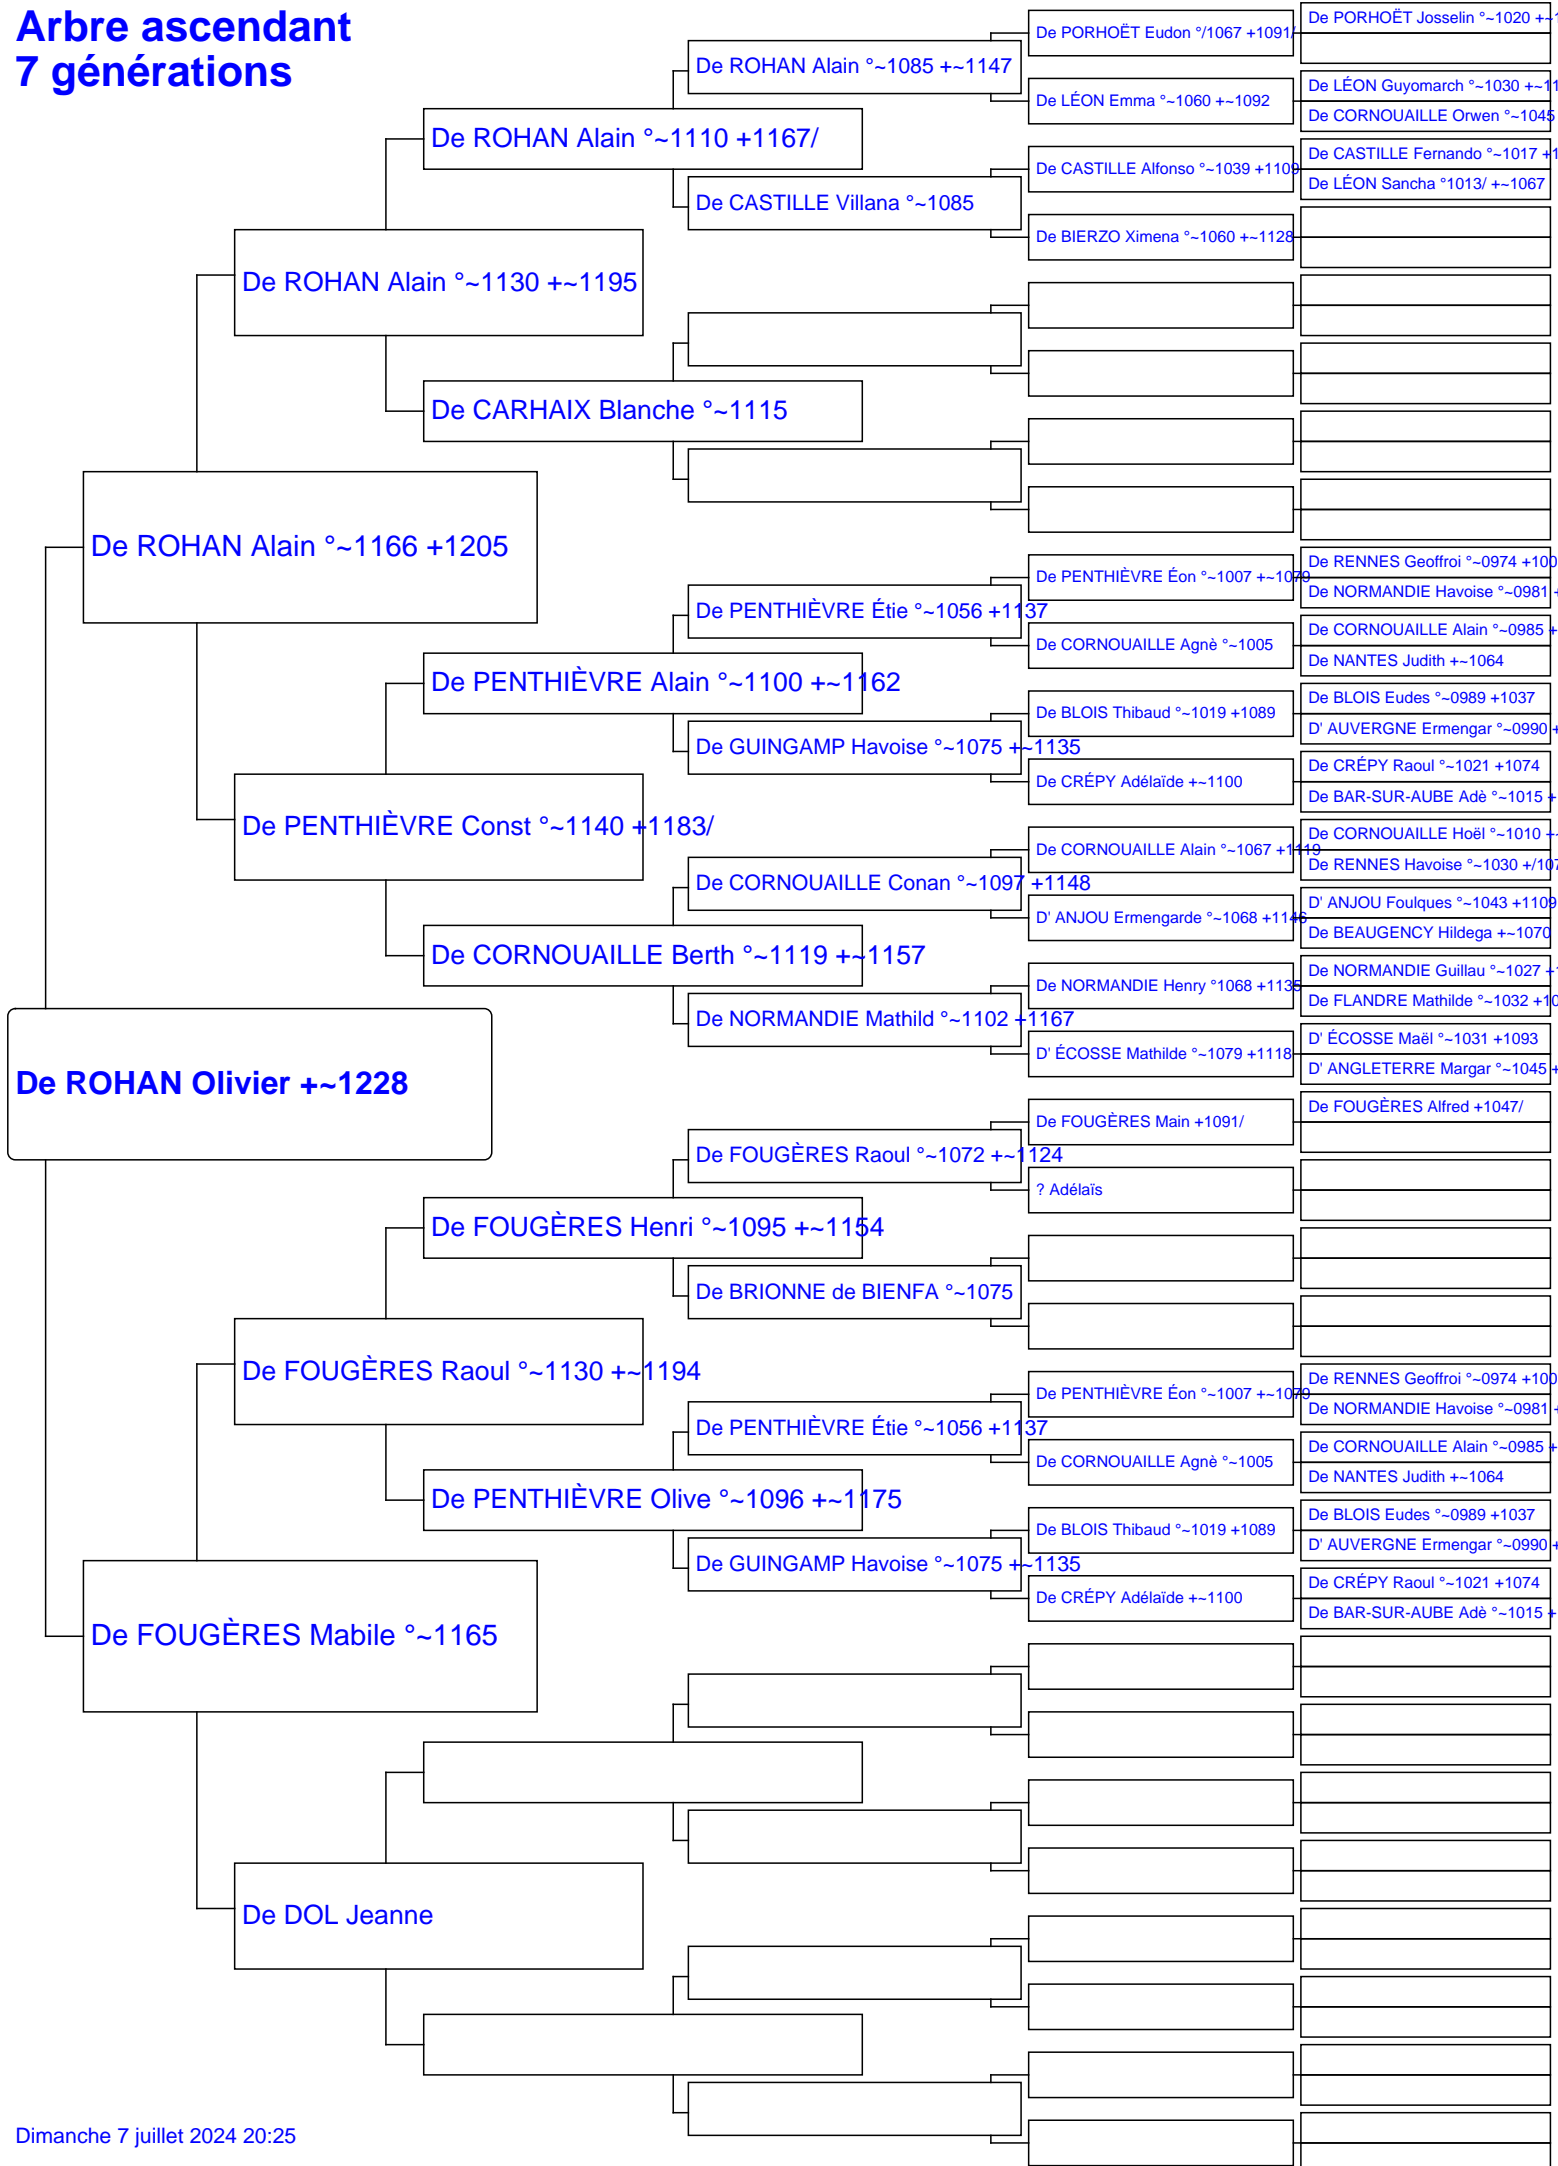 Arbre ascendant
7 générations
De ROHAN Olivier +~1228
De ROHAN Alain °~1166 +1205
De FOUGÈRES Mabile °~1165
De ROHAN Alain °~1130 +~1195
De PENTHIÈVRE Const °~1140 +1183/
De FOUGÈRES Raoul °~1130 +~1194
De DOL Jeanne
De ROHAN Alain °~1110 +1167/
De CARHAIX Blanche °~1115
De PENTHIÈVRE Alain °~1100 +~1162
De CORNOUAILLE Berth °~1119 +~1157
De FOUGÈRES Henri °~1095 +~1154
De PENTHIÈVRE Olive °~1096 +~1175
De ROHAN Alain °~1085 +~1147
De CASTILLE Villana °~1085
De PENTHIÈVRE Étie °~1056 +1137
De GUINGAMP Havoise °~1075 +~1135
De CORNOUAILLE Conan °~1097 +1148
De NORMANDIE Mathild °~1102 +1167
De FOUGÈRES Raoul °~1072 +~1124
De BRIONNE de BIENFA °~1075
De PENTHIÈVRE Étie °~1056 +1137
De GUINGAMP Havoise °~1075 +~1135
De PORHOËT Eudon °/1067 +1091/
De LÉON Emma °~1060 +~1092
De CASTILLE Alfonso °~1039 +1109
De BIERZO Ximena °~1060 +~1128
De PENTHIÈVRE Éon °~1007 +~1079
De CORNOUAILLE Agnè °~1005
De BLOIS Thibaud °~1019 +1089
De CRÉPY Adélaïde +~1100
De CORNOUAILLE Alain °~1067 +1119
D' ANJOU Ermengarde °~1068 +1146
De NORMANDIE Henry °1068 +1135
D' ÉCOSSE Mathilde °~1079 +1118
De FOUGÈRES Main +1091/
? Adélaïs
De PENTHIÈVRE Éon °~1007 +~1079
De CORNOUAILLE Agnè °~1005
De BLOIS Thibaud °~1019 +1089
De CRÉPY Adélaïde +~1100
De PORHOËT Josselin °~1020 +~1
De LÉON Guyomarch °~1030 +~11
De CORNOUAILLE Orwen °~1045
De CASTILLE Fernando °~1017 +1
De LÉON Sancha °1013/ +~1067
De RENNES Geoffroi °~0974 +100
De NORMANDIE Havoise °~0981 +
De CORNOUAILLE Alain °~0985 +
De NANTES Judith +~1064
De BLOIS Eudes °~0989 +1037
D' AUVERGNE Ermengar °~0990 +
De CRÉPY Raoul °~1021 +1074
De BAR-SUR-AUBE Adè °~1015 +
De CORNOUAILLE Hoël °~1010 +~
De RENNES Havoise °~1030 +/107
D' ANJOU Foulques °~1043 +1109
De BEAUGENCY Hildega +~1070
De NORMANDIE Guillau °~1027 +1
De FLANDRE Mathilde °~1032 +10
D' ÉCOSSE Maël °~1031 +1093
D' ANGLETERRE Margar °~1045 +
De FOUGÈRES Alfred +1047/
De RENNES Geoffroi °~0974 +100
De NORMANDIE Havoise °~0981 +
De CORNOUAILLE Alain °~0985 +
De NANTES Judith +~1064
De BLOIS Eudes °~0989 +1037
D' AUVERGNE Ermengar °~0990 +
De CRÉPY Raoul °~1021 +1074
De BAR-SUR-AUBE Adè °~1015 +
Dimanche 7 juillet 2024 20:25